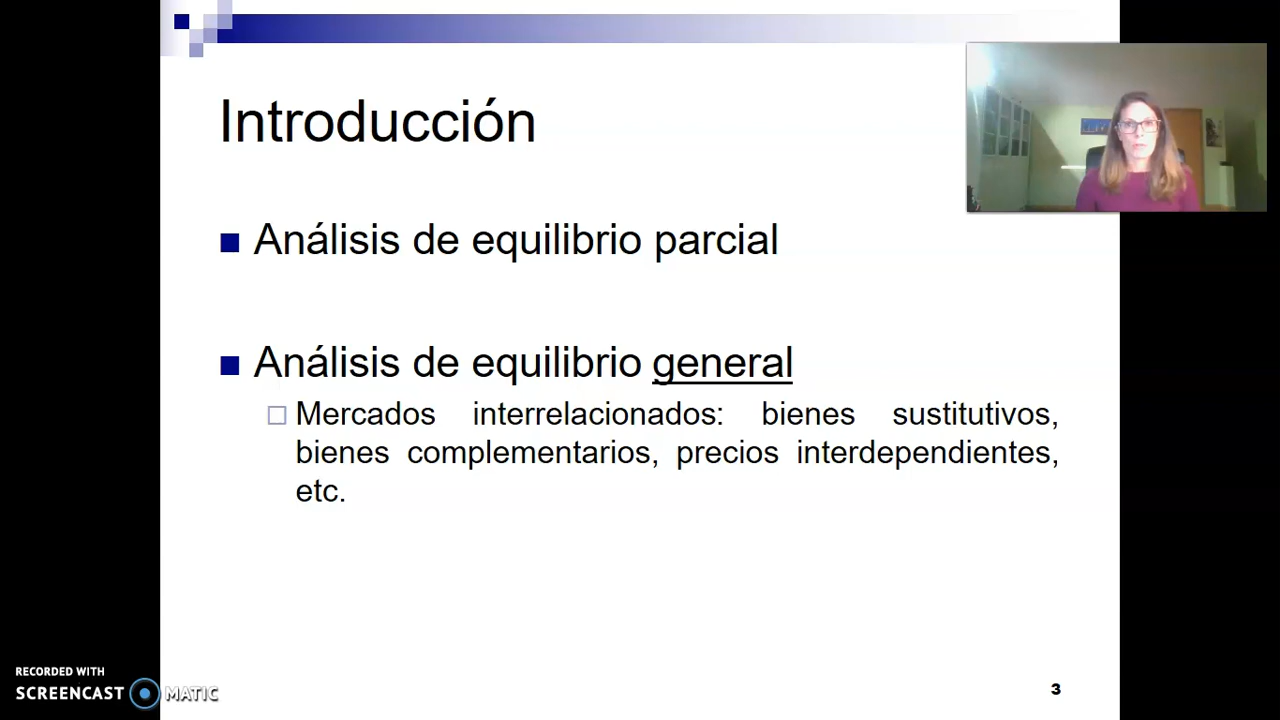 Introducción
Análisis de equilibrio parcial
Análisis de equilibrio general
Mercados interrelacionados: bienes sustitutivos,
bienes complementarios, precios interdependientes,
etc.
RECORDED WITH
SCREENCAST MATIC
3